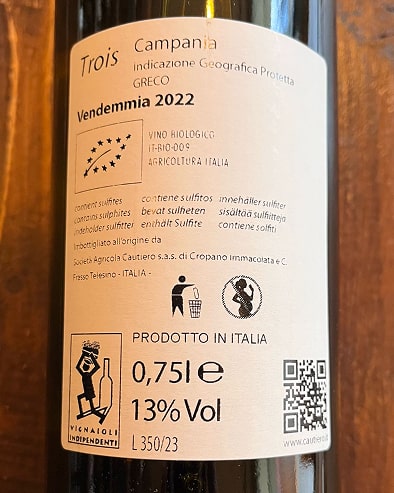 Trois Campania
Indicazione Geografica Protetta
GRECO
Vendemmia 2022
VINO BIOLOGICO
IT-BIO-009
AGRICOLTURA ITALIA
contient sulfites contiene sulfitos innehåller sulfiter
Contains sulphites bevat sulfieten sisältää sulfiitteja
indeholder sulfitter enthält Sulfite contiene solfiti
Imbottigliato all'origine da
Società Agricola Cautiero s.a.s. di Cropano Immacolata e C.
Frasso Telesino - ITALIA -
PRODOTTO IN ITALIA
0,75l e
13% Vol
VIGNAIOLI
INDIPENDENTI
L 350/23
www.cautiero.it